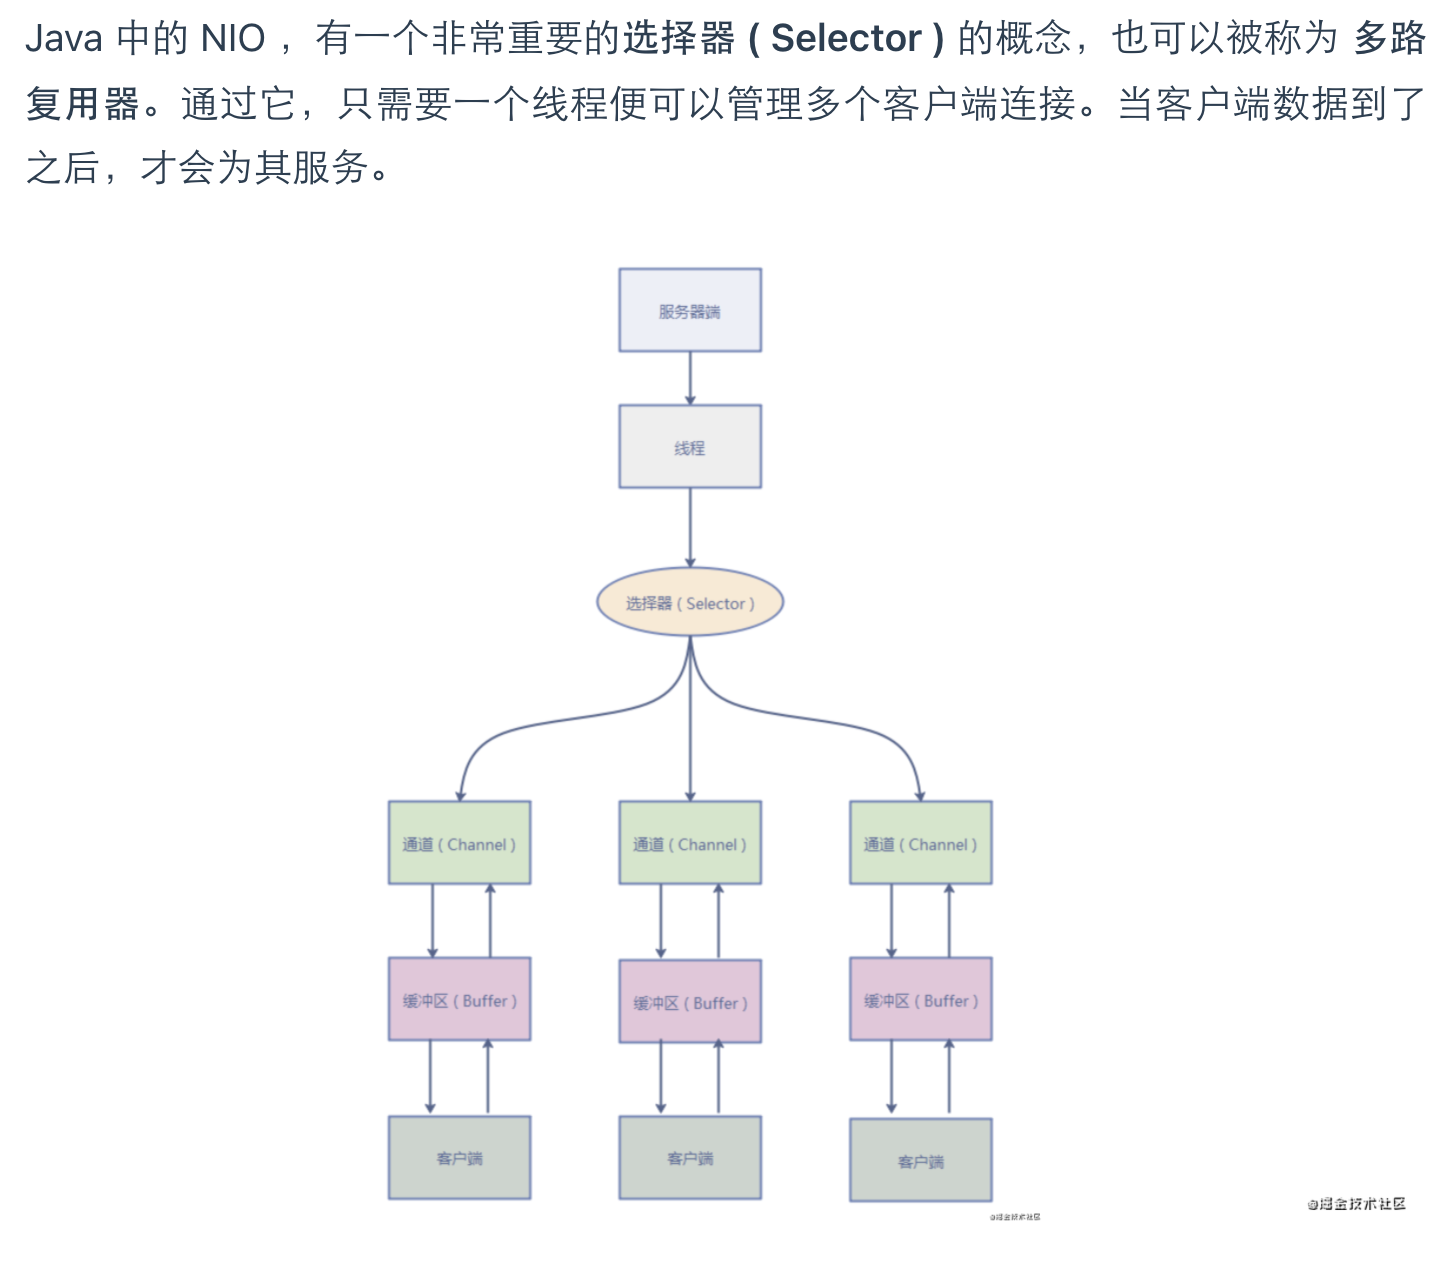 Java 中的 NIO ，有一个非常重要的选择器 ( Selector ) 的概念，也可以被称为 多路
复用器。通过它，只需要一个线程便可以管理多个客户端连接。当客户端数据到了
之后，才会为其服务。
服务器端
线程
选择器 ( Selector )
通道 ( Channel )
通道 ( Channel )
通道 ( Channel )
缓冲区 ( Buffer )
缓冲区 ( Buffer )
缓冲区 ( Buffer )
客户端
客户端
客户端
@掘金技术社区
@掘金技术社区